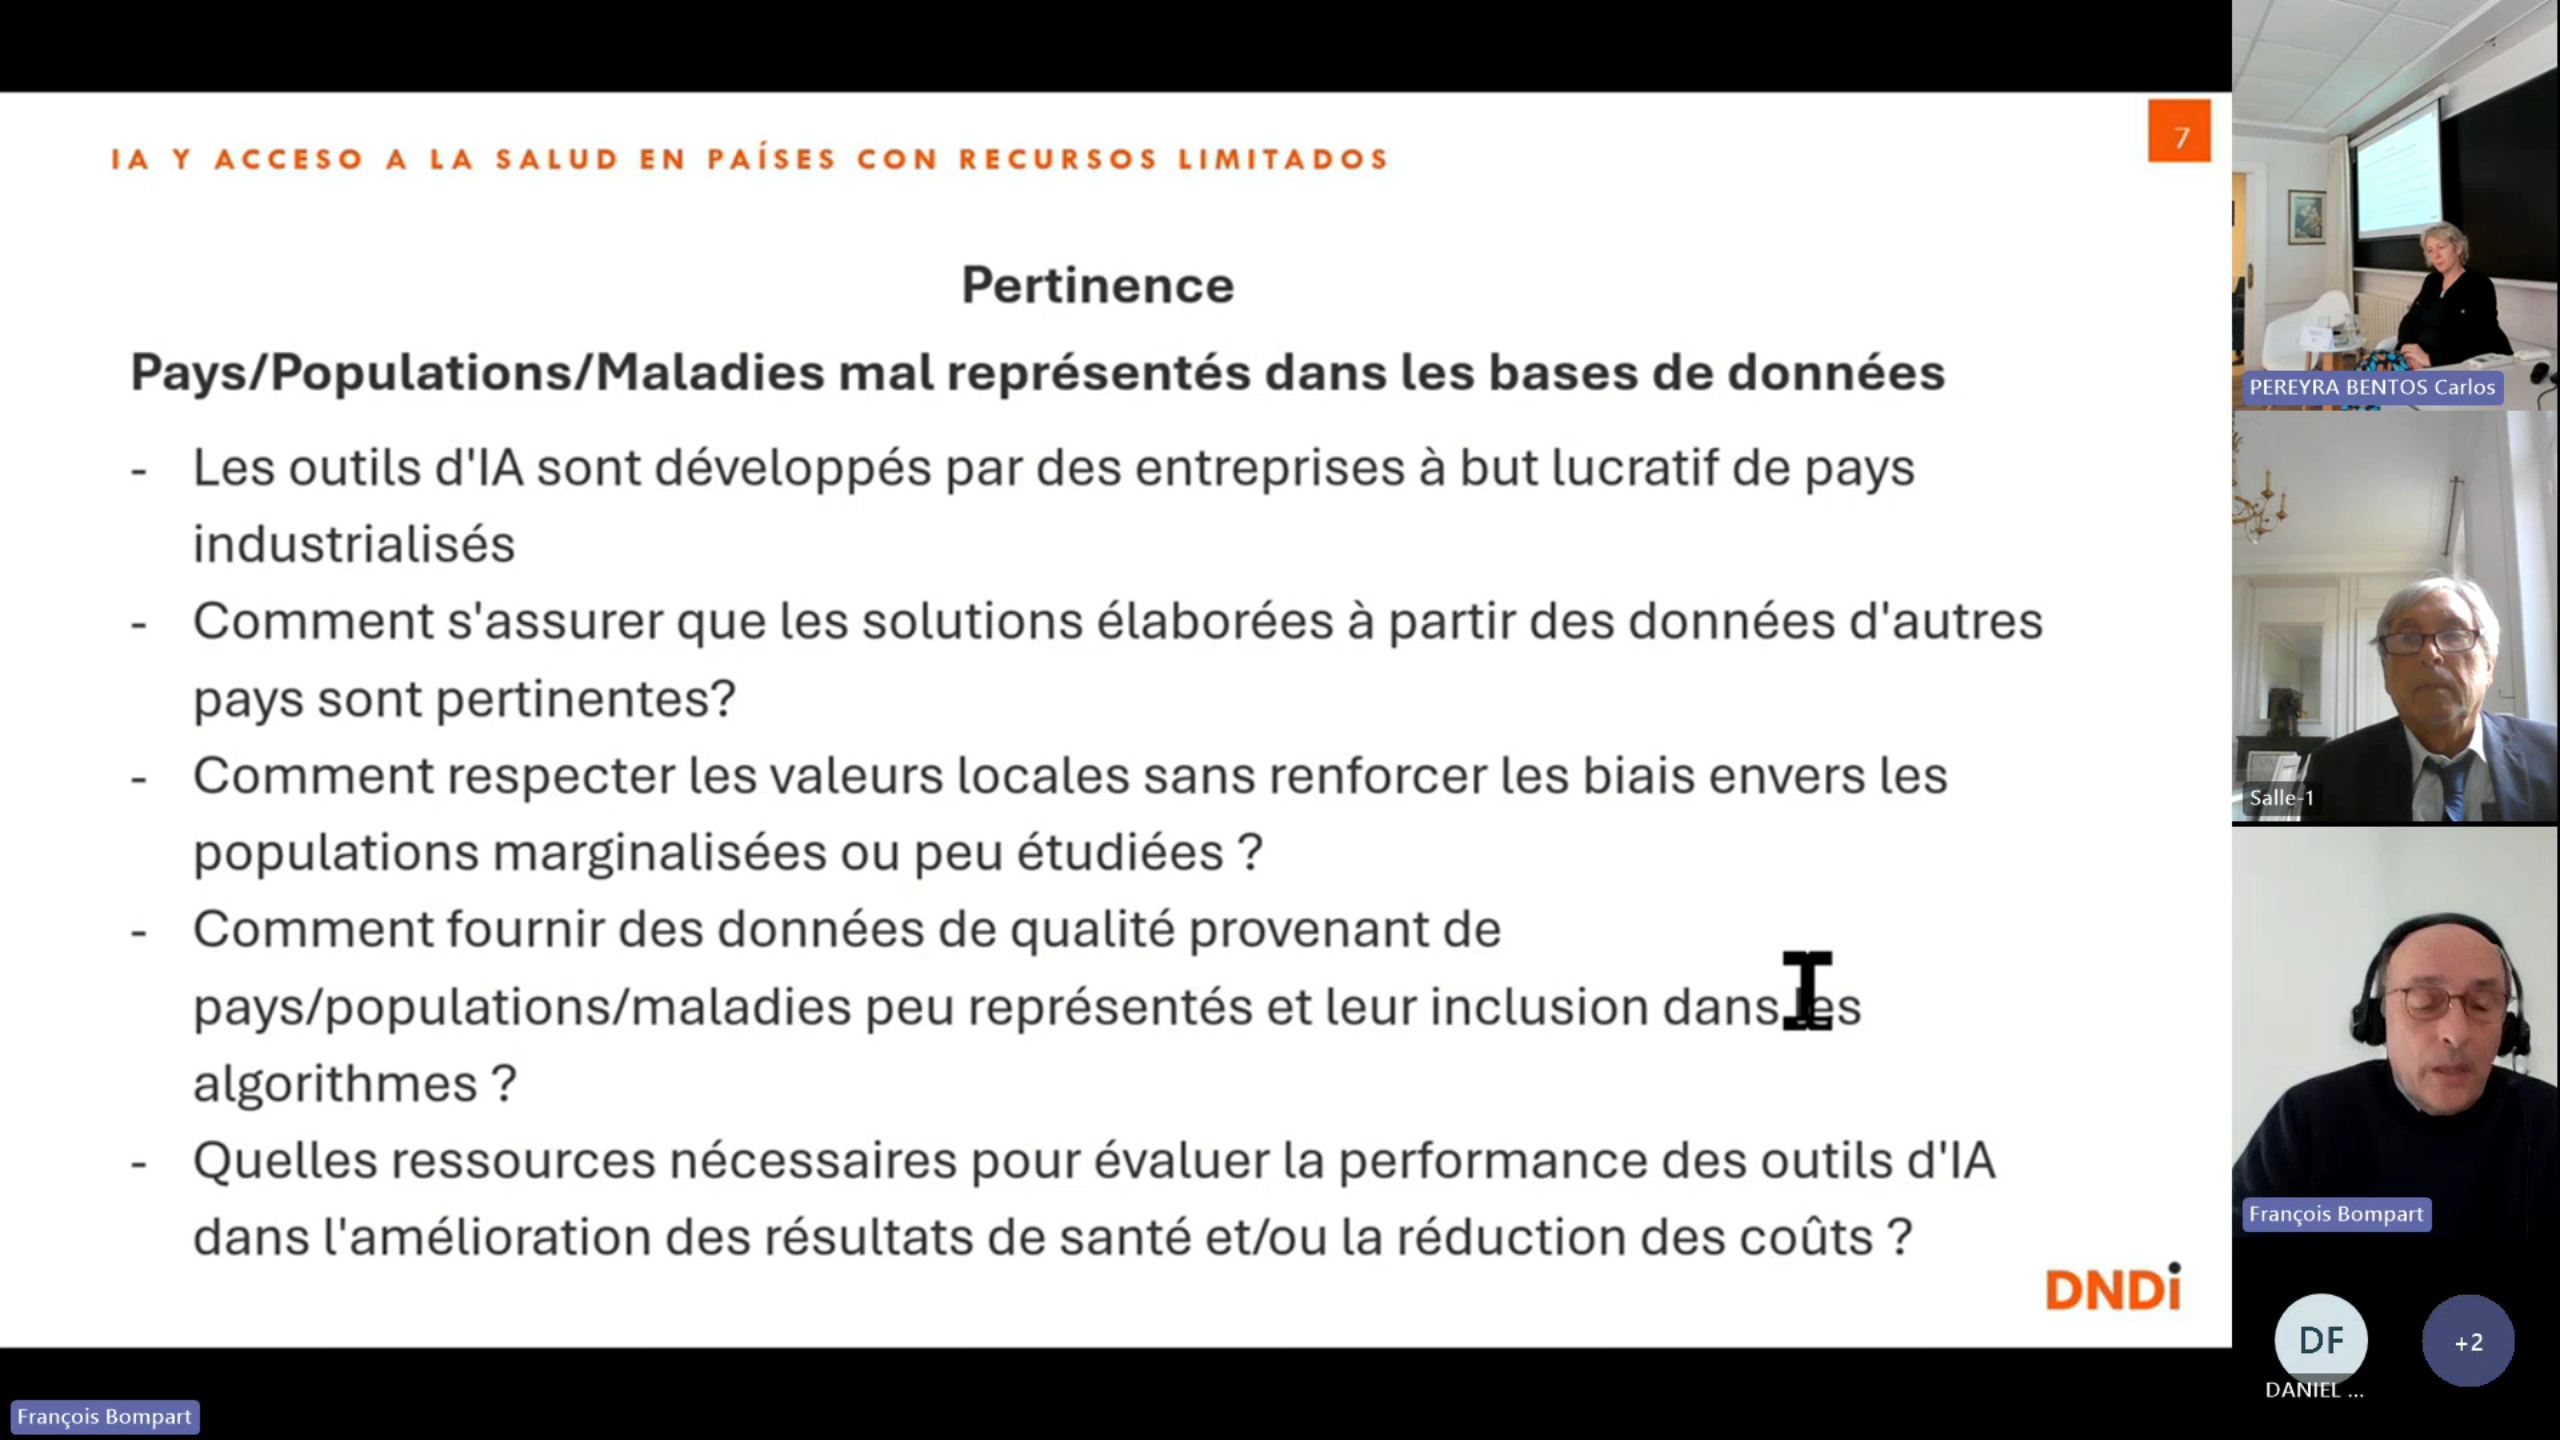 IA Y ACCESO A LA SALUD EN PAÍSES CON RECURSOS LIMITADOS
7
Pertinence
Pays/Populations/Maladies mal représentés dans les bases de données
- Les outils d'IA sont développés par des entreprises à but lucratif de pays
industrialisés
- Comment s'assurer que les solutions élaborées à partir des données d'autres
pays sont pertinentes?
- Comment respecter les valeurs locales sans renforcer les biais envers les
populations marginalisées ou peu étudiées ?
- Comment fournir des données de qualité provenant de
pays/populations/maladies peu représentés et leur inclusion dans les
algorithmes ?
- Quelles ressources nécessaires pour évaluer la performance des outils d'IA
dans l'amélioration des résultats de santé et/ou la réduction des coûts ?
DNDi
François Bompart
PEREYRA BENTOS Carlos
Salle-1
François Bompart
DF
DANIEL ...
+2